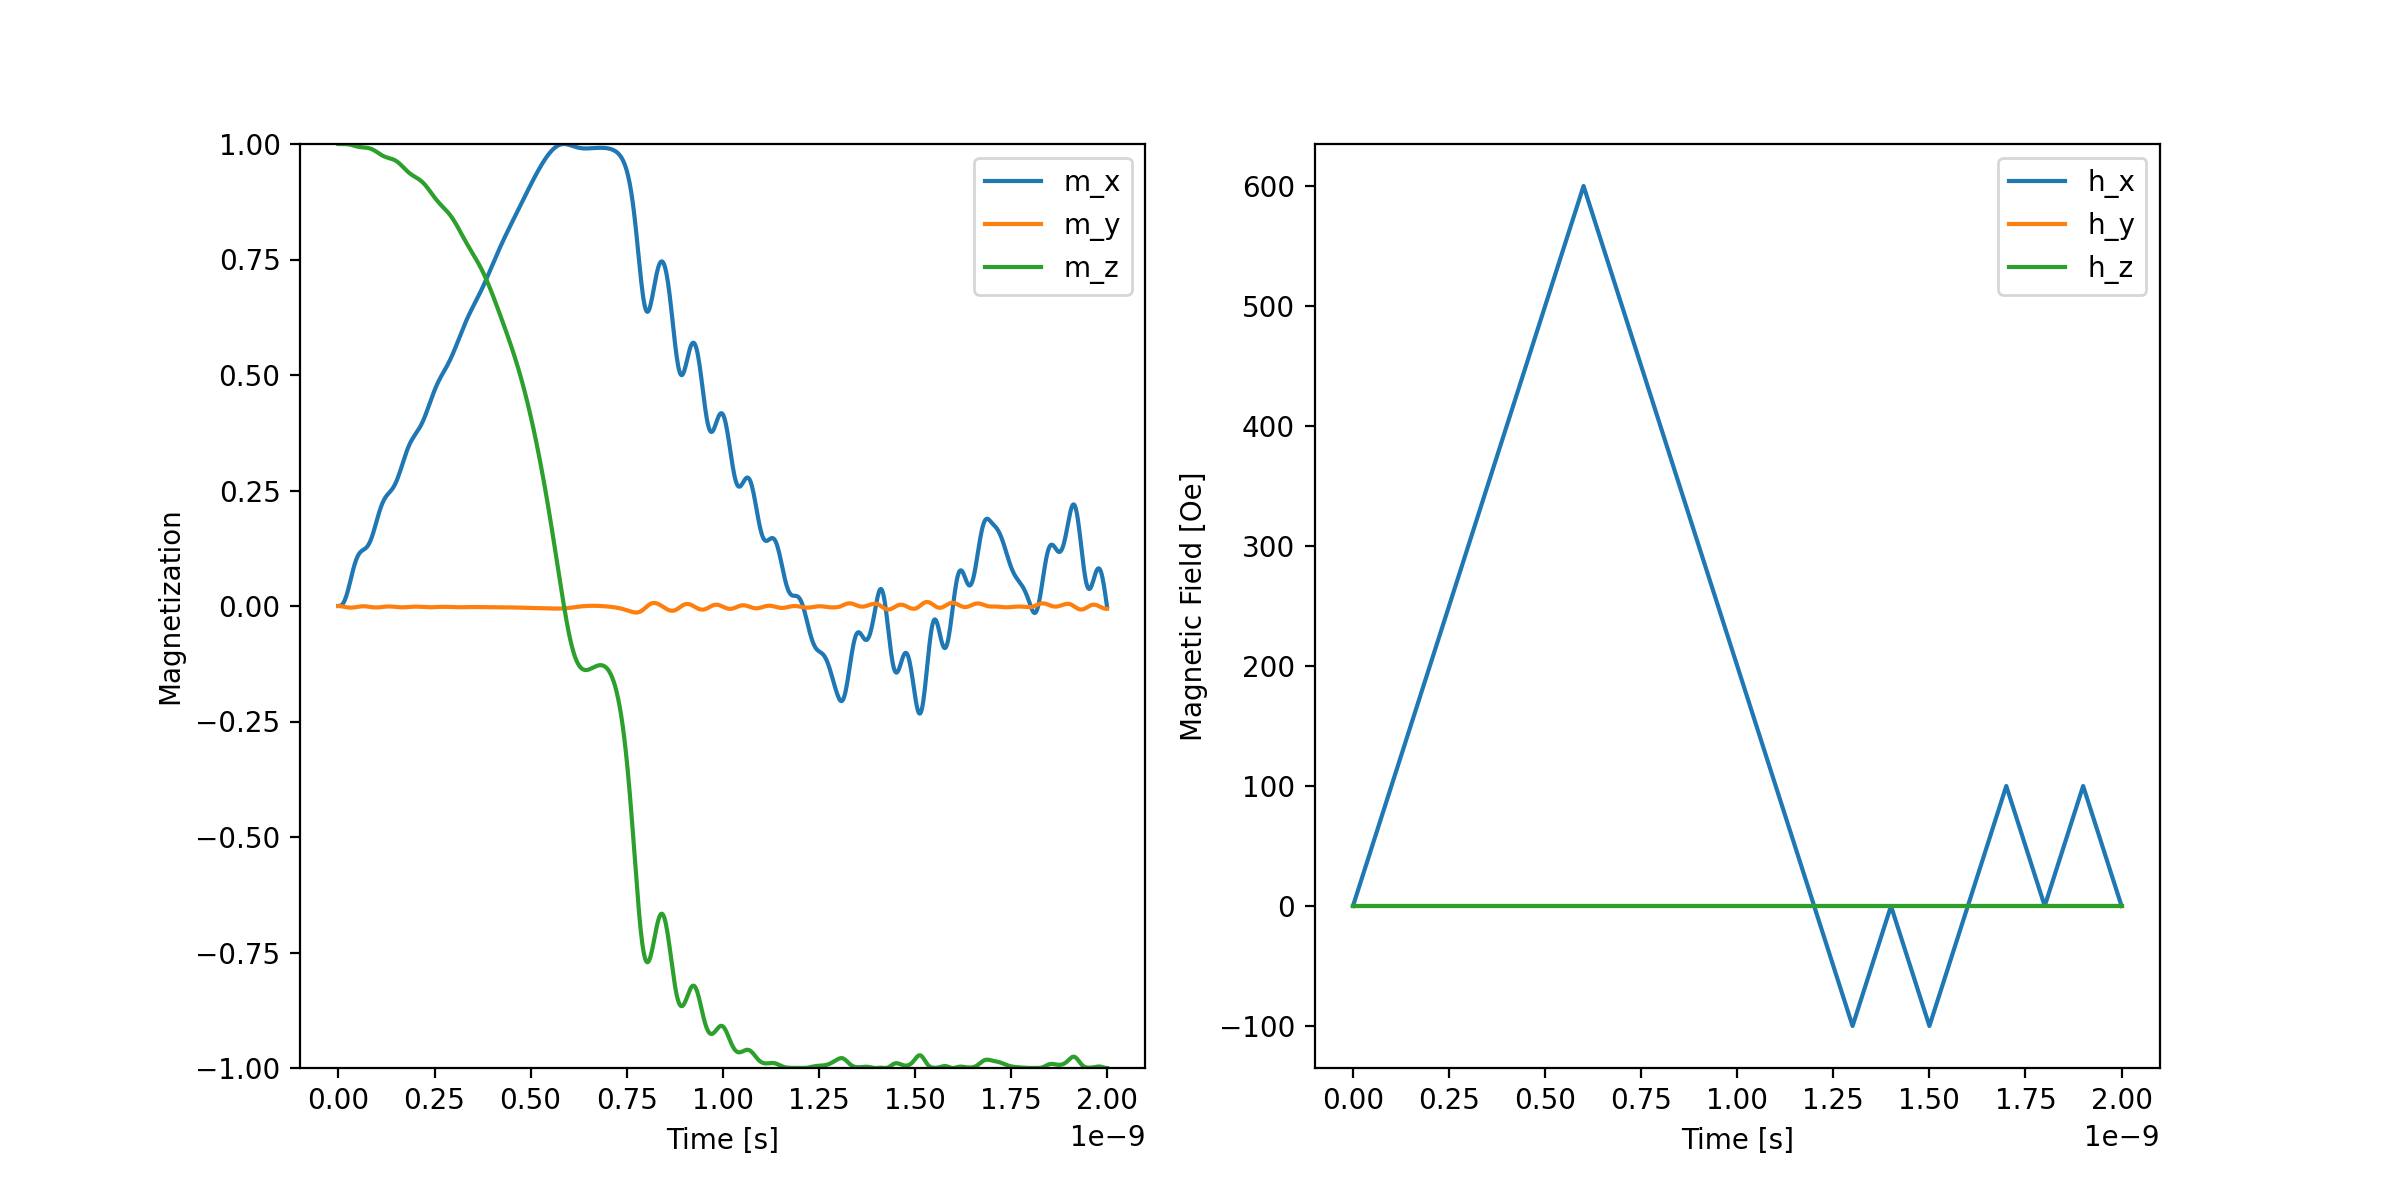 1.00
0.75
0.50
0.25
0.00
−0.25
−0.50
−0.75
−1.00
Magnetization
m_x
m_y
m_z
0.00 0.25 0.50 0.75 1.00 1.25 1.50 1.75 2.00
Time [s]
1e−9
600
500
400
300
200
100
0
−100
Magnetic Field [Oe]
h_x
h_y
h_z
0.00 0.25 0.50 0.75 1.00 1.25 1.50 1.75 2.00
Time [s]
1e−9